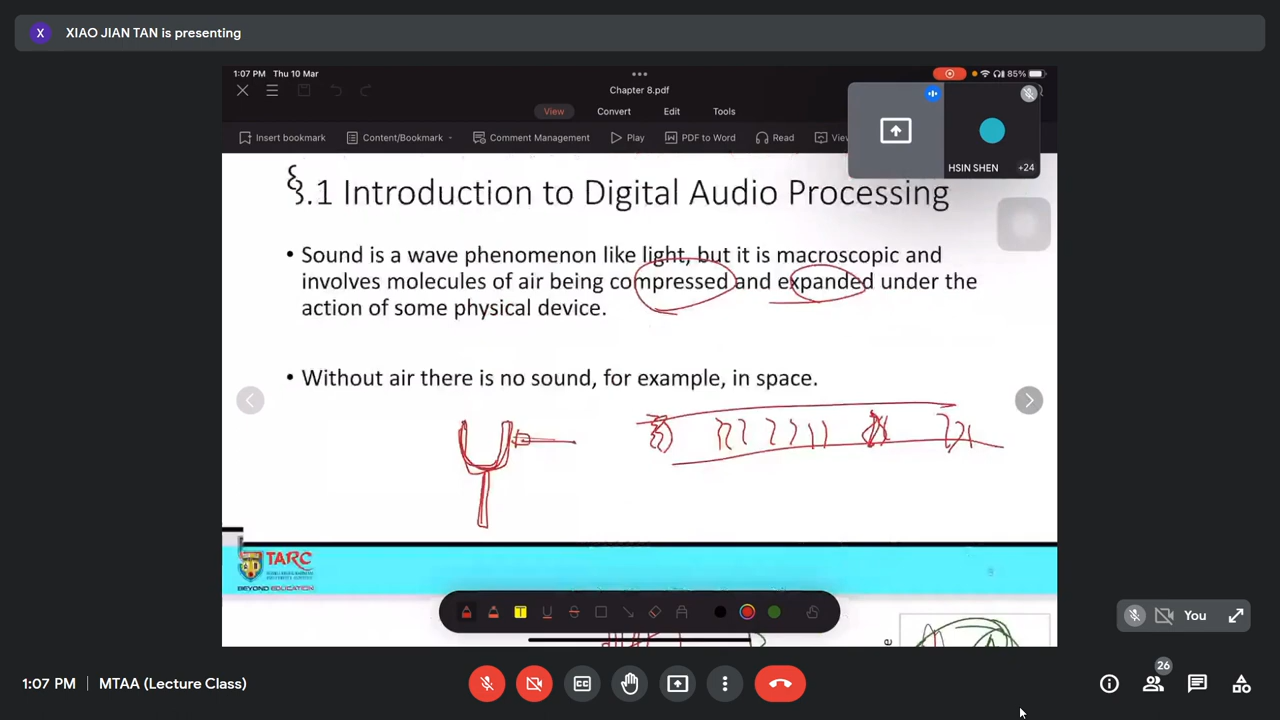 X XIAO JIAN TAN is presenting
1:07 PM Thu 10 Mar
85%
Chapter 8.pdf
View Convert Edit Tools
Insert bookmark Content/Bookmark Comment Management Play PDF to Word Read
HSIN SHEN +24
8.1 Introduction to Digital Audio Processing
• Sound is a wave phenomenon like light, but it is macroscopic and
involves molecules of air being compressed and expanded under the
action of some physical device.
• Without air there is no sound, for example, in space.
TARC
BEYOND EDUCATION
T U S
You
26
1:07 PM | MTAA (Lecture Class)
CC